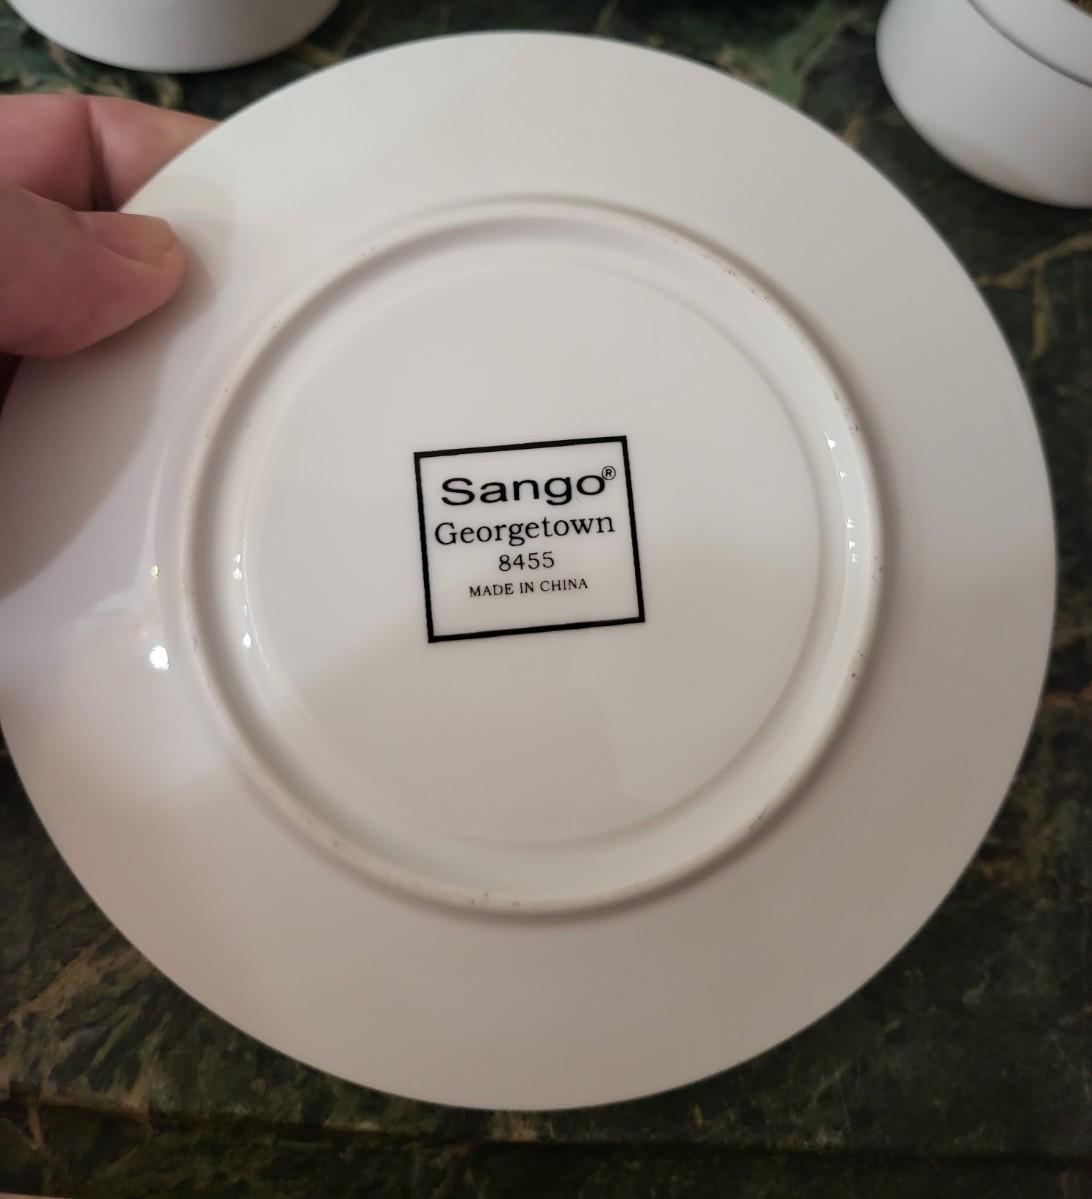 Sango®
Georgetown
8455
MADE IN CHINA